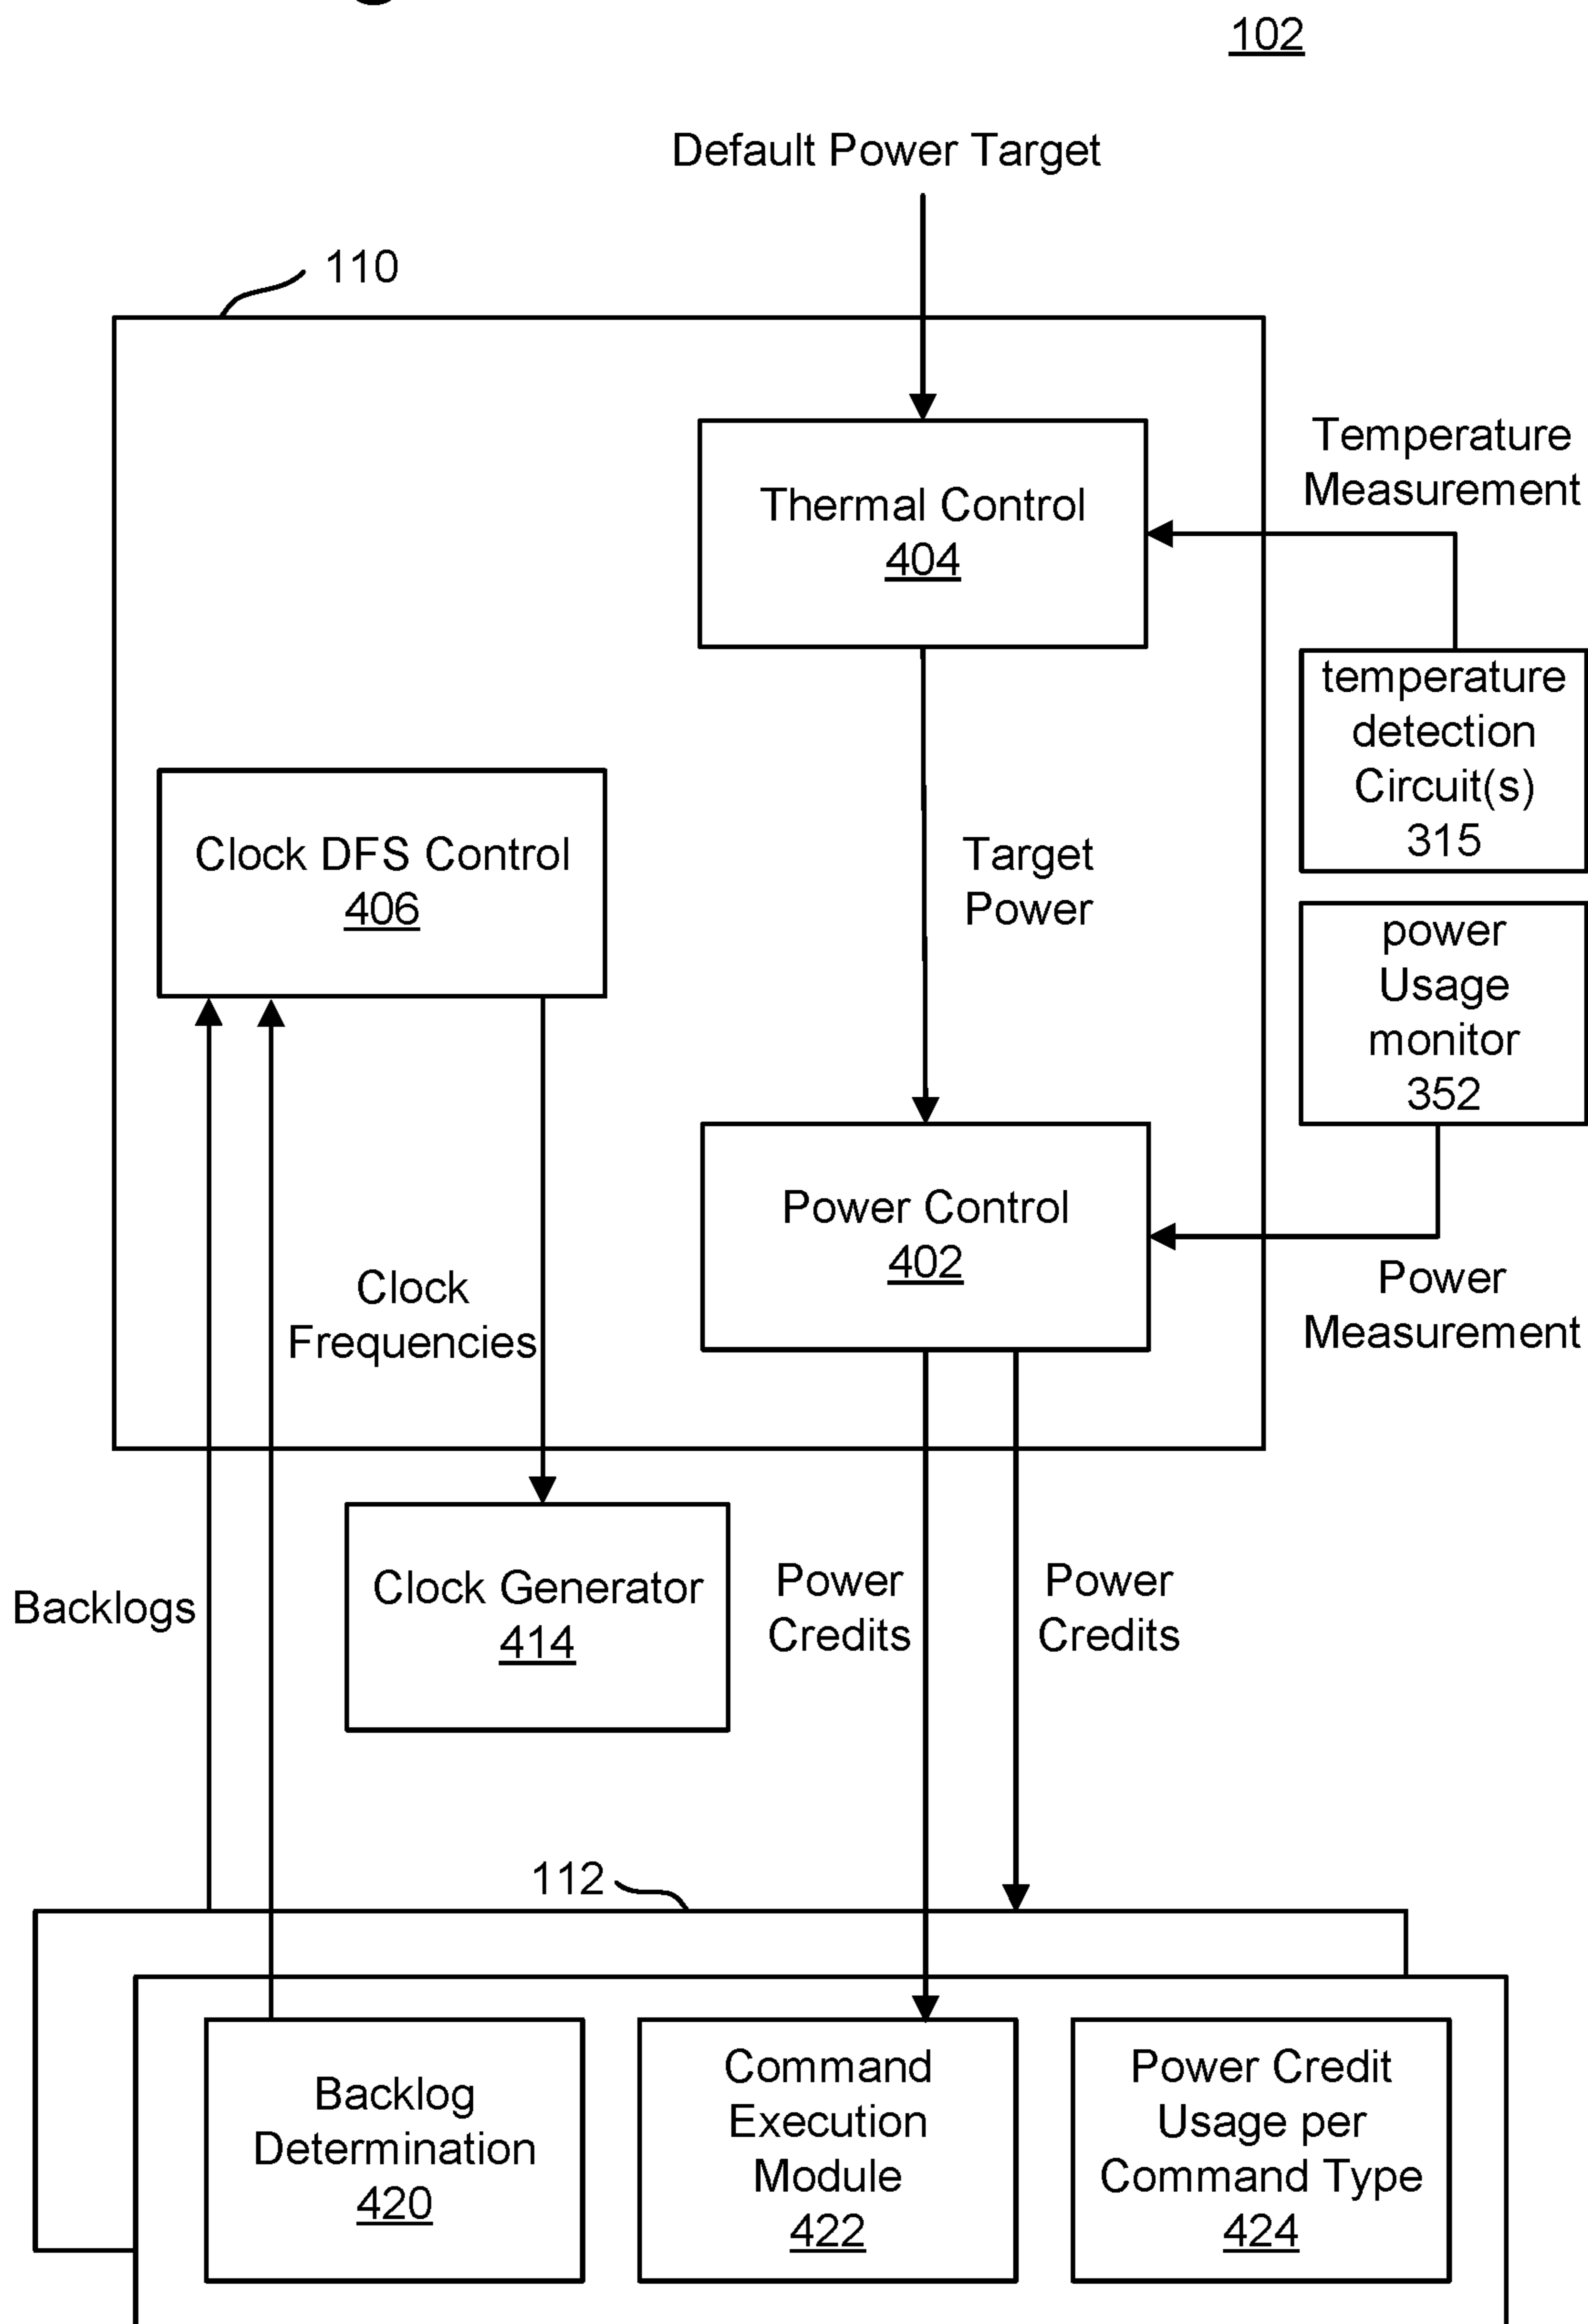 102
Default Power Target
110
Thermal Control
404
Temperature
Measurement
temperature
detection
Circuit(s)
315
Clock DFS Control
406
Target
Power
power
Usage
monitor
352
Power Control
402
Clock
Frequencies
Power
Measurement
Clock Generator
414
Backlogs
Power
Credits
Power
Credits
112
Backlog
Determination
420
Command
Execution
Module
422
Power Credit
Usage per
Command Type
424